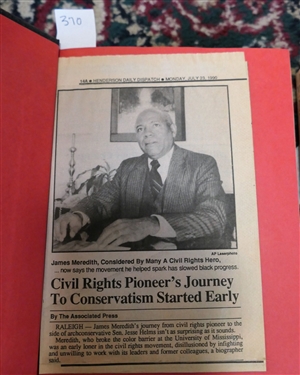 370
14A ● HENDERSON DAILY DISPATCH ● MONDAY, JULY 23, 1990
AP Laserphoto
James Meredith, Considered By Many A Civil Rights Hero,
... now says the movement he helped spark has slowed black progress.
Civil Rights Pioneer's Journey
To Conservatism Started Early
By The Associated Press
RALEIGH — James Meredith's journey from civil rights pioneer to the
side of archconservative Sen. Jesse Helms isn't as surprising as it sounds.
Meredith, who broke the color barrier at the University of Mississippi,
was an early loner in the civil rights movement, disillusioned by infighting
and unwilling to work with its leaders and former colleagues, a biographer
said.